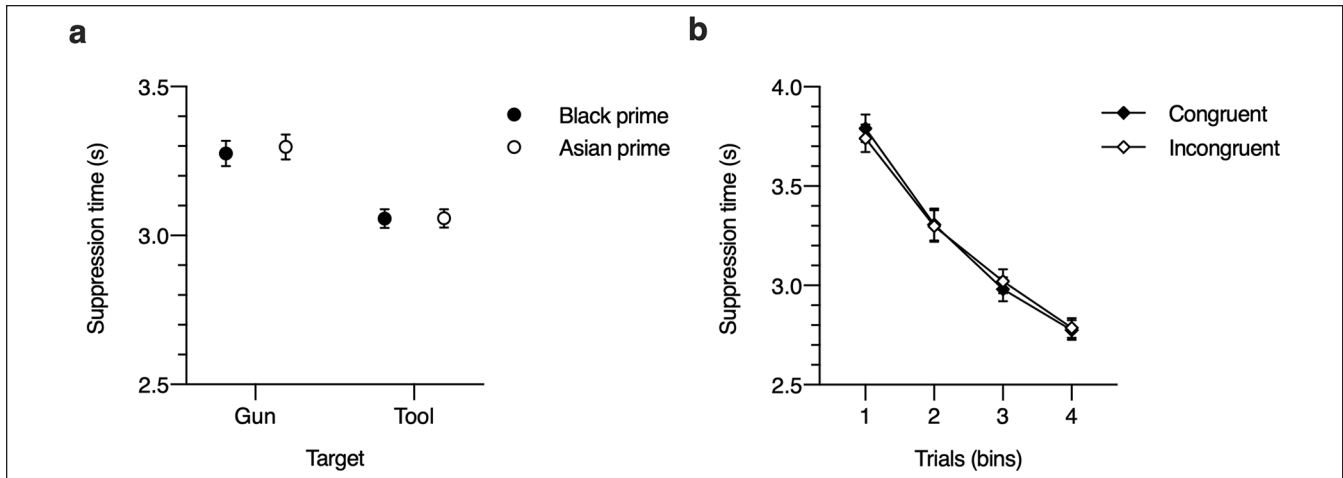 a
Suppression time (s)
3.5
3.0
2.5
Gun Tool
Target
Black prime
Asian prime
b
Suppression time (s)
4.0
3.5
3.0
2.5
1 2 3 4
Trials (bins)
Congruent
Incongruent